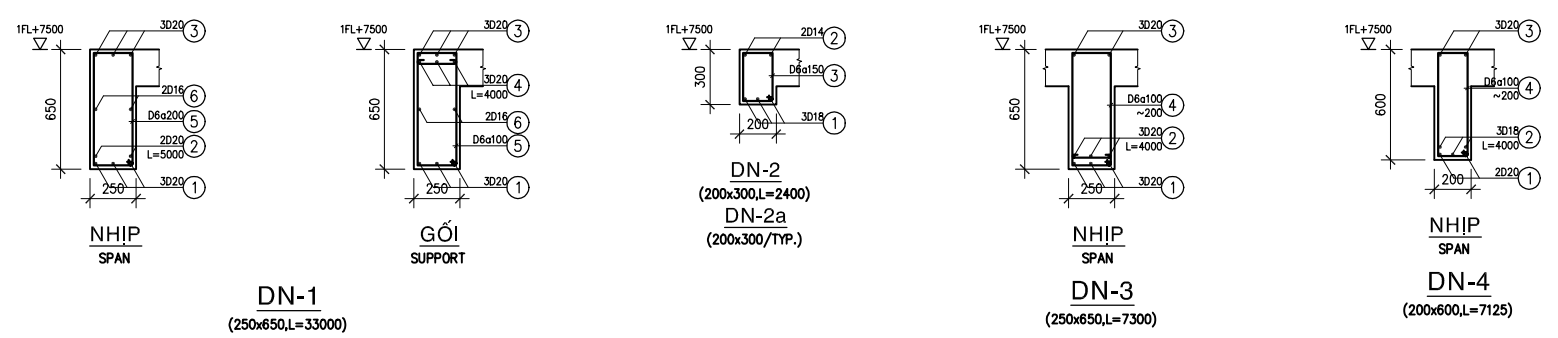 1FL+7500
3D20 3
650
2D16 6
D6a200 5
2D20 2
L=5000
3D20 1
250
NHỊP
SPAN
1FL+7500
3D20 3
650
3D20 4
L=4000
2D16 6
D6a100 5
3D20 1
250
GỐI
SUPPORT
DN-1
(250x650,L=33000)
1FL+7500
2D14 2
300
D6a150 3
3D18 1
200
DN-2
(200x300,L=2400)
DN-2a
(200x300/TYP.)
1FL+7500
3D20 3
650
D6a100 4
~200
3D20 2
L=4000
3D20 1
250
NHỊP
SPAN
DN-3
(250x650,L=7300)
1FL+7500
3D20 3
600
D6a100 4
~200
3D18 2
L=4000
2D20 1
200
NHỊP
SPAN
DN-4
(200x600,L=7125)